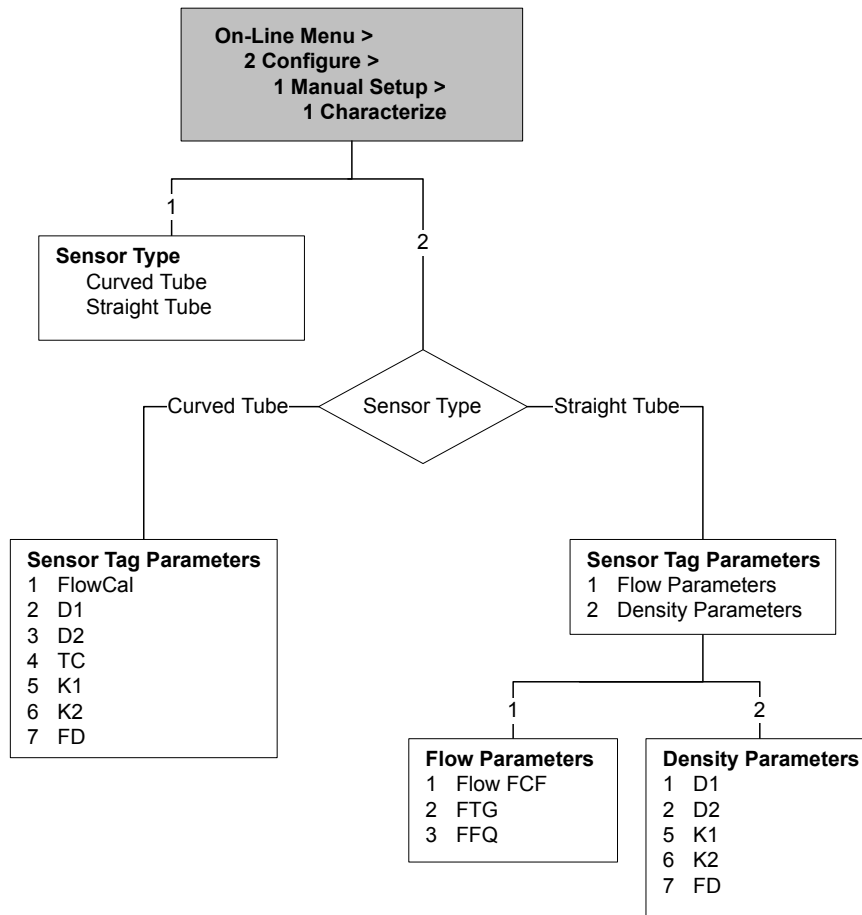 On-Line Menu >
2 Configure >
1 Manual Setup >
1 Characterize
1
2
Sensor Type
Curved Tube
Straight Tube
Curved Tube
Sensor Type
Straight Tube
Sensor Tag Parameters
1 FlowCal
2 D1
3 D2
4 TC
5 K1
6 K2
7 FD
Sensor Tag Parameters
1 Flow Parameters
2 Density Parameters
1
2
Flow Parameters
1 Flow FCF
2 FTG
3 FFQ
Density Parameters
1 D1
2 D2
5 K1
6 K2
7 FD